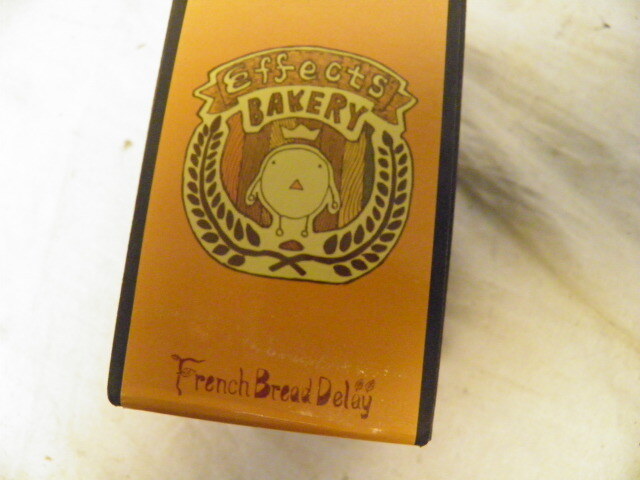 Effects
BAKERY
French Bread Delay